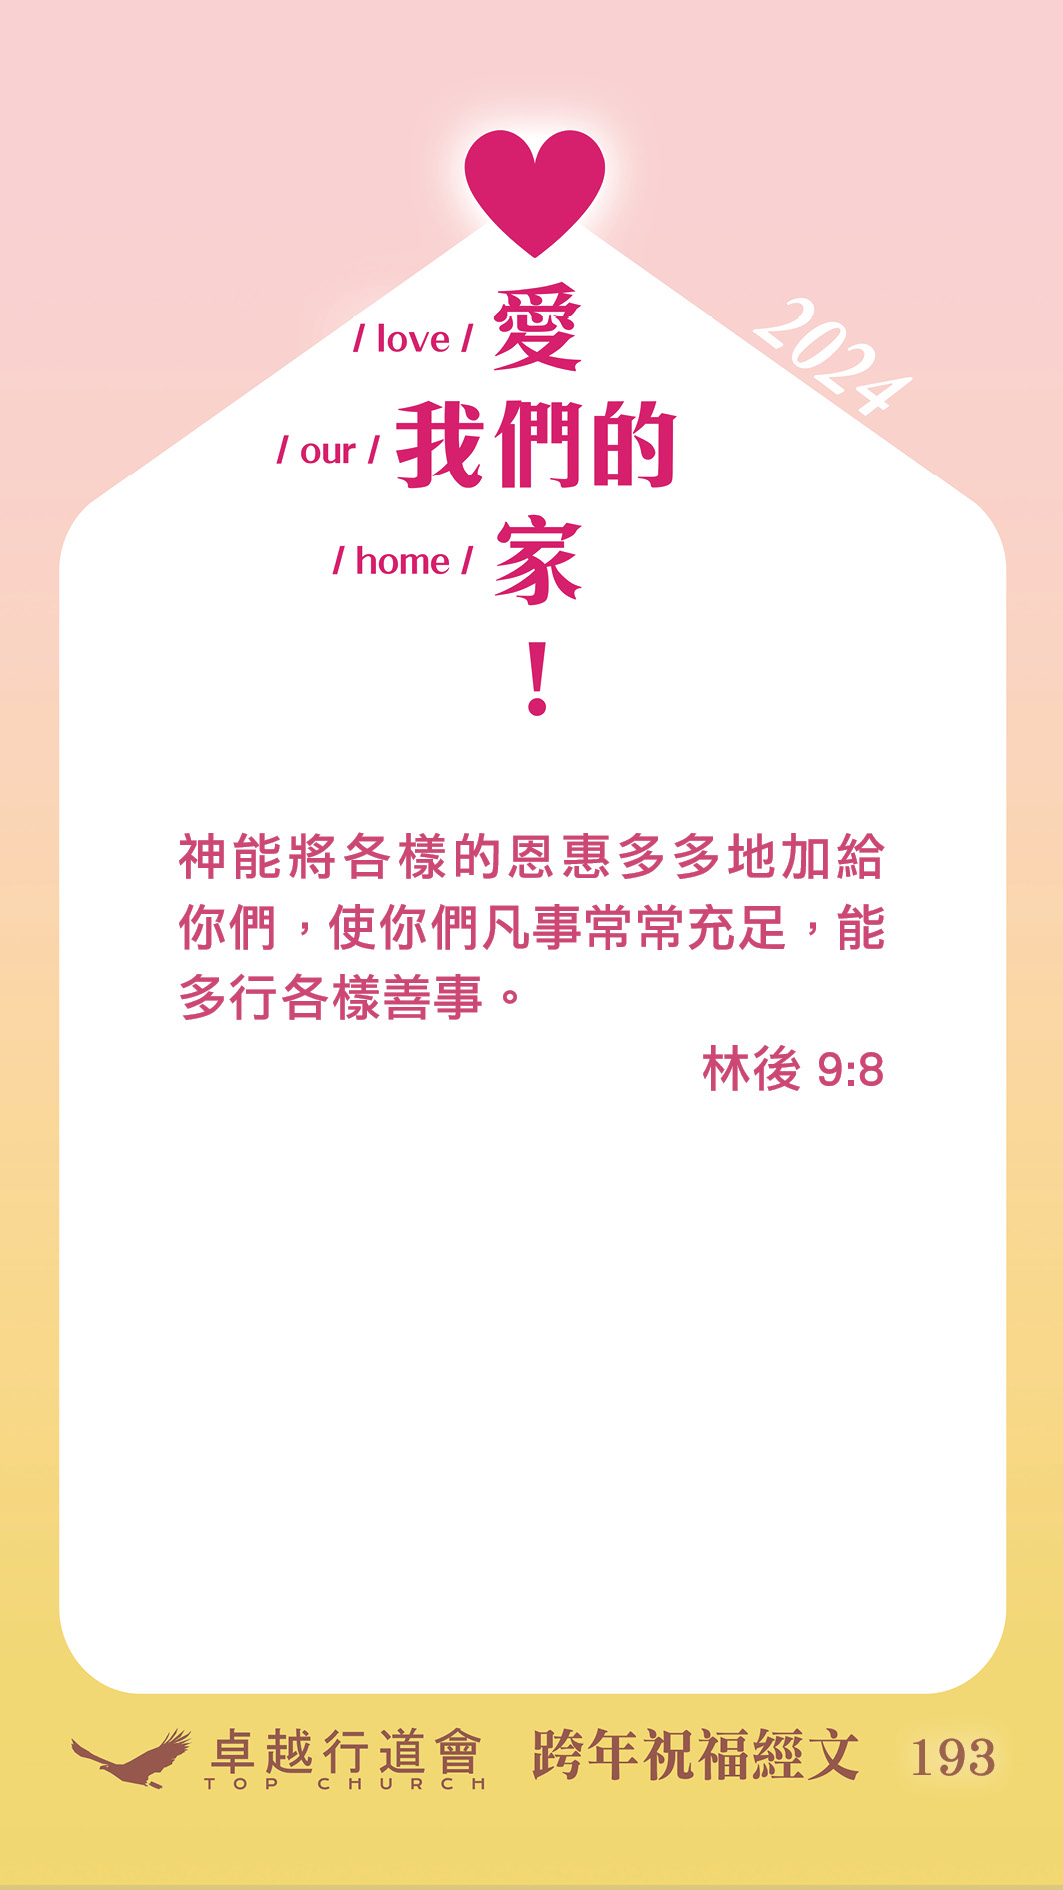 / love / 愛
2024
/ our / 我們的
/ home / 家
!
神能將各樣的恩惠多多地加給
你們，使你們凡事常常充足，能
多行各樣善事。
林後 9:8
卓越行道會 跨年祝福經文 193
TOP CHURCH